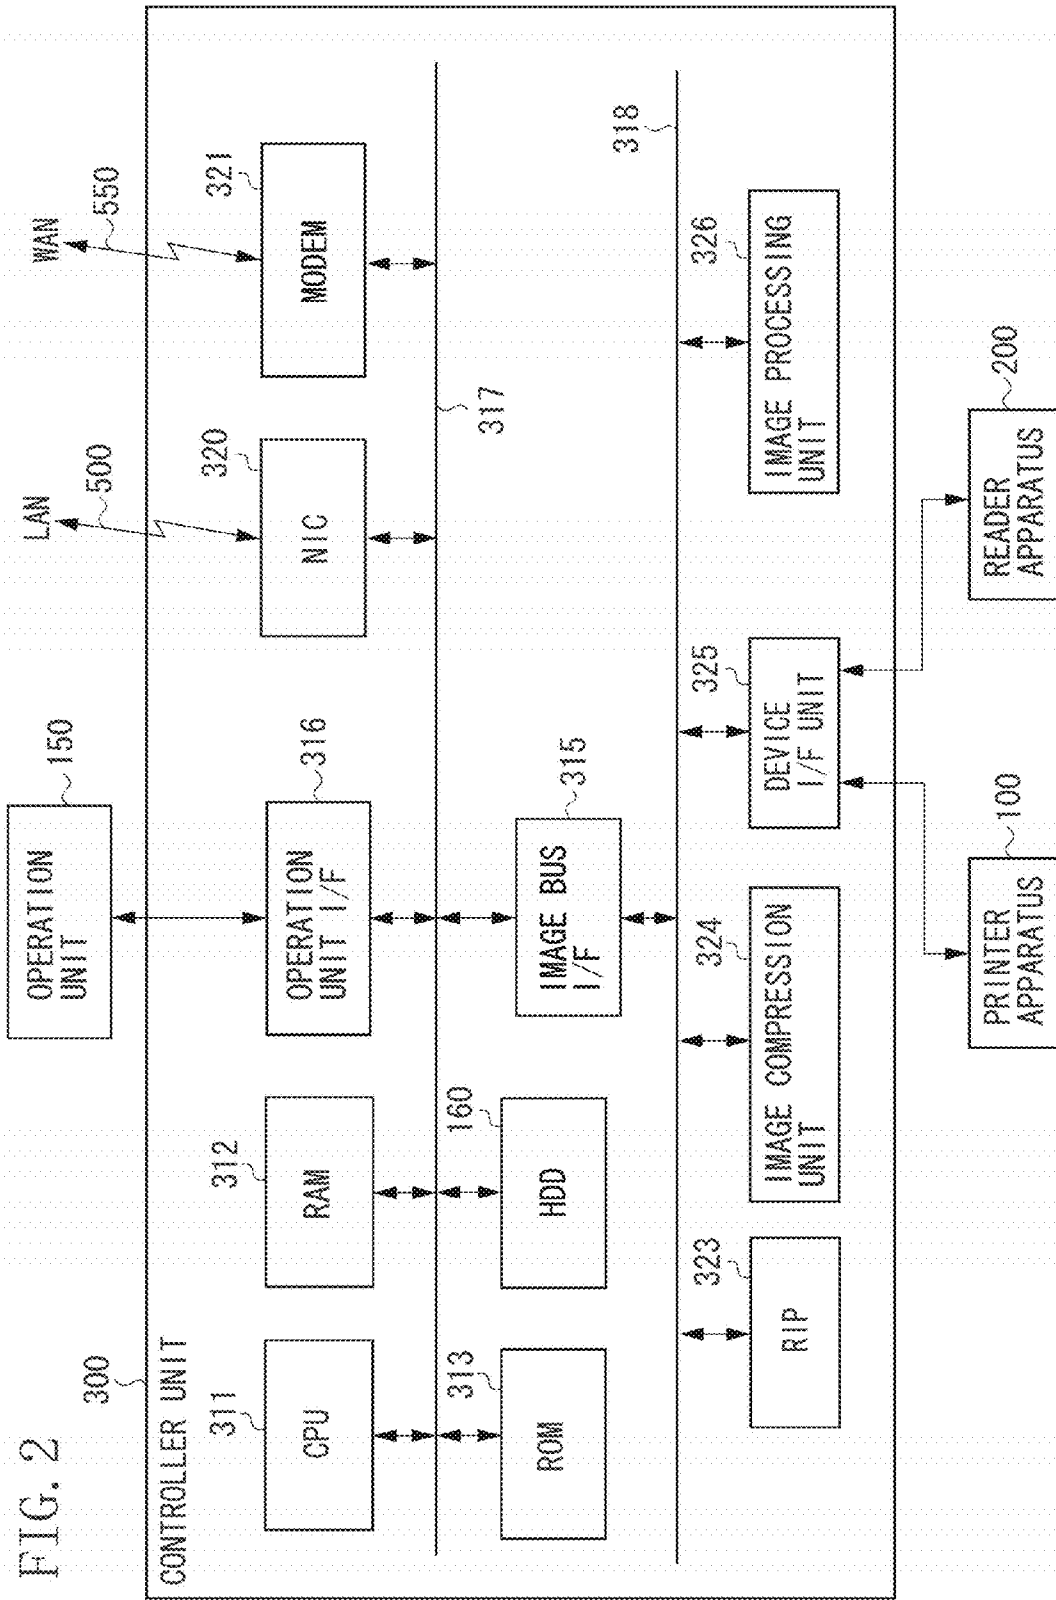 FIG. 2
300
CONTROLLER UNIT
OPERATION
UNIT
150
LAN
500
WAN
550
311
CPU
312
RAM
OPERATION
UNIT I/F
316
320
NIC
321
MODEM
317
313
ROM
160
HDD
IMAGE BUS
I/F
315
318
323
RIP
324
IMAGE COMPRESSION
UNIT
325
DEVICE
I/F UNIT
326
IMAGE PROCESSING
UNIT
PRINTER
APPARATUS
100
READER
APPARATUS
200